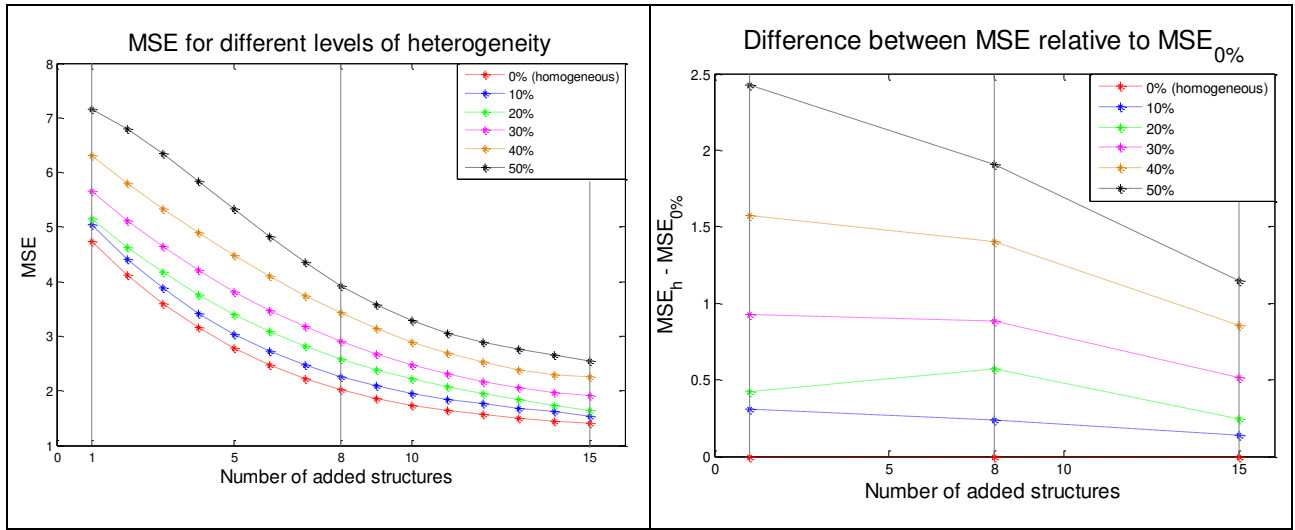 MSE for different levels of heterogeneity
8
7
6
5
4
3
2
1
MSE
0% (homogeneous)
10%
20%
30%
40%
50%
0 1 5 8 10 15
Number of added structures
Difference between MSE relative to MSE0%
2.5
2
1.5
1
0.5
0
MSEh - MSE0%
0% (homogeneous)
10%
20%
30%
40%
50%
0 5 8 10 15
Number of added structures